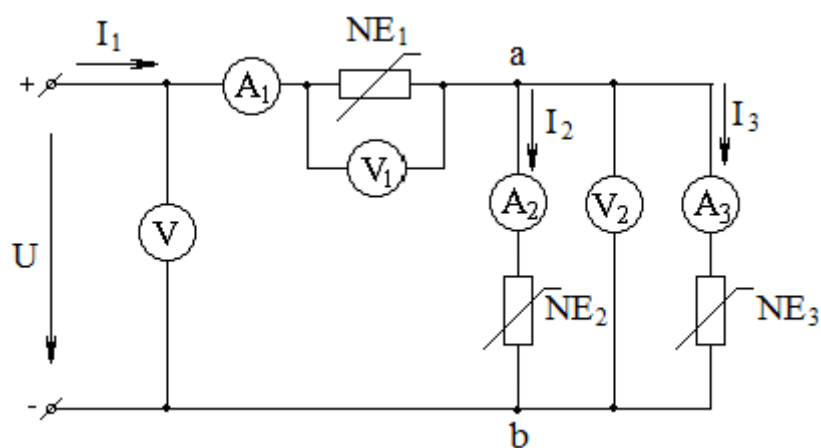 I₁
NE₁
a
+
A₁
I₂
I₃
V₁
A₂
V₂
A₃
V
U
NE₂
NE₃
-
b